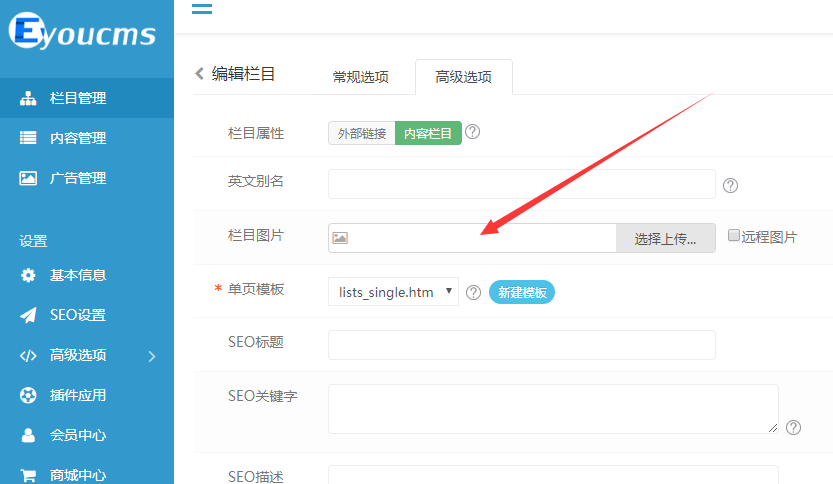 Eyoucms
栏目管理
内容管理
广告管理
设置
基本信息
SEO设置
高级选项
插件应用
会员中心
商城中心
编辑栏目 常规选项 高级选项
栏目属性 外部链接 内容栏目 ?
英文别名 ?
栏目图片 选择上传... 远程图片
* 单页模板 lists_single.htm ? 新建模板
SEO标题
SEO关键字 ?
SEO描述